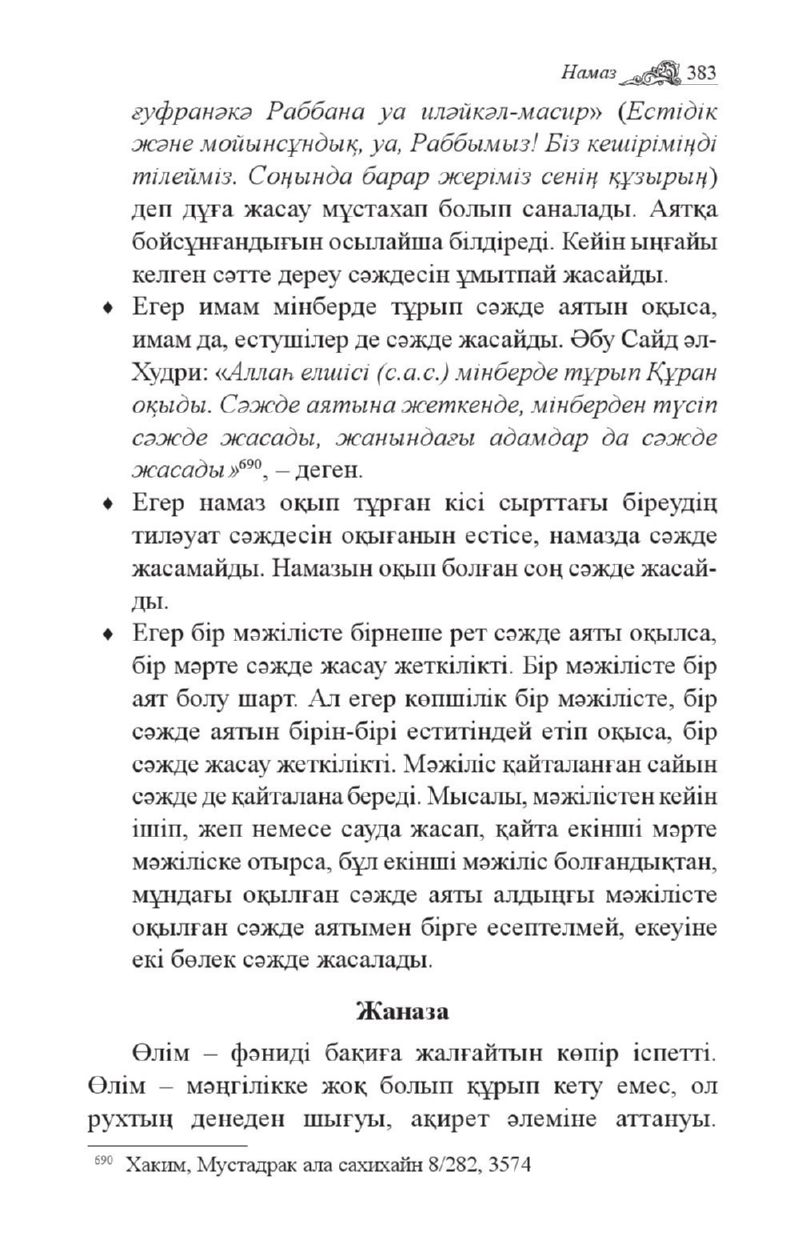 Намаз 383
ғуфранәкә Раббана уа иләйкәл-масир» (Естідік
және мойынсұндық, уа, Раббымыз! Біз кешіріміңді
тілейміз. Соңында барар жеріміз сенің құзырың)
деп дұға жасау мұстахап болып саналады. Аятқа
бойсұнғандығын осылайша білдіреді. Кейін ыңғайы
келген сәтте дереу сәждесін ұмытпай жасайды.
♦ Егер имам мінберде тұрып сәжде аятын оқыса,
имам да, естушілер де сәжде жасайды. Әбу Сайд әл-
Худри: «Аллаһ елшісі (с.а.с.) мінберде тұрып Құран
оқыды. Сәжде аятына жеткенде, мінберден түсіп
сәжде жасады, жанындағы адамдар да сәжде
жасады»⁶⁹⁰, – деген.
♦ Егер намаз оқып тұрған кісі сырттағы біреудің
тиләуат сәждесін оқығанын естісе, намазда сәжде
жасамайды. Намазын оқып болған соң сәжде жасай-
ды.
♦ Егер бір мәжілісте бірнеше рет сәжде аяты оқылса,
бір мәрте сәжде жасау жеткілікті. Бір мәжілісте бір
аят болу шарт. Ал егер көпшілік бір мәжілісте, бір
сәжде аятын бірін-бірі еститіндей етіп оқыса, бір
сәжде жасау жеткілікті. Мәжіліс қайталанған сайын
сәжде де қайталана береді. Мысалы, мәжілістен кейін
ішіп, жеп немесе сауда жасап, қайта екінші мәрте
мәжіліске отырса, бұл екінші мәжіліс болғандықтан,
мұндағы оқылған сәжде аяты алдыңғы мәжілісте
оқылған сәжде аятымен бірге есептелмей, екеуіне
екі бөлек сәжде жасалады.
Жаназа
Өлім – фәниді бақиға жалғайтын көпір іспетті.
Өлім – мәңгілікке жоқ болып құрып кету емес, ол
рухтың денеден шығуы, ақирет әлеміне аттануы.
⁶⁹⁰ Хаким, Мустадрак ала сахихайн 8/282, 3574